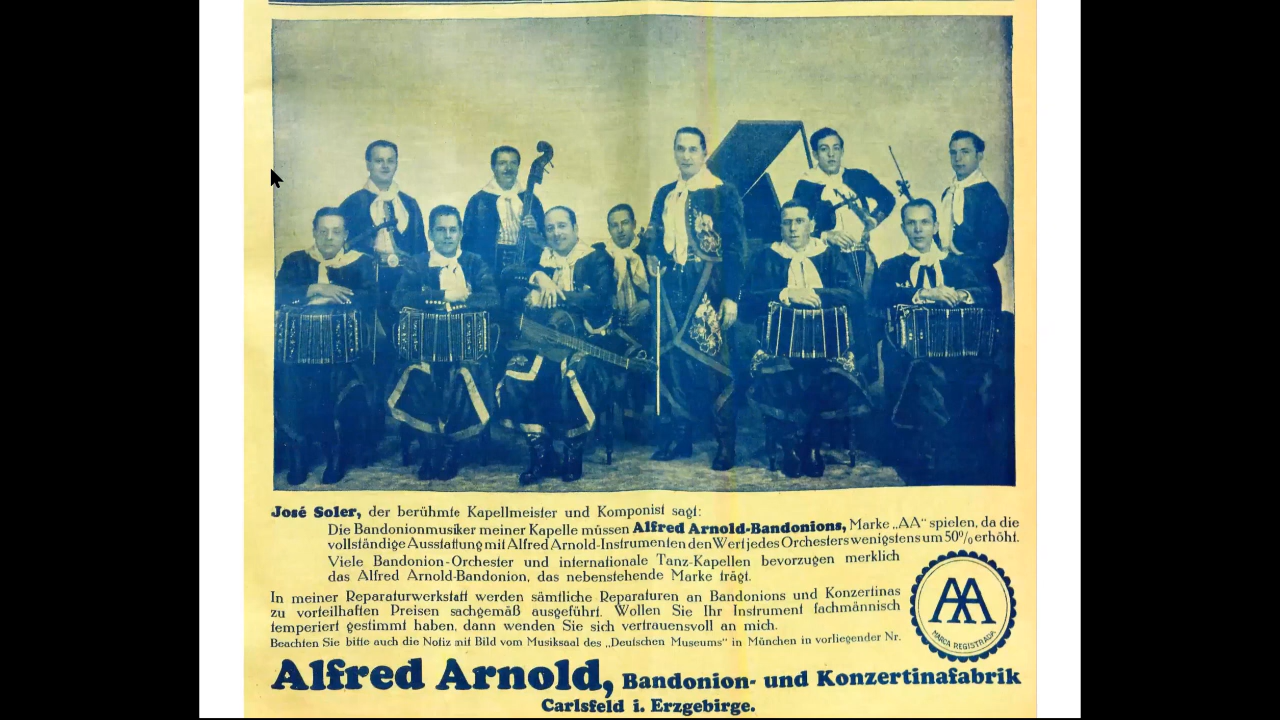 José Soler, der berühmte Kapellmeister und Komponist sagt:
Die Bandonionmusiker meiner Kapelle müssen Alfred Arnold-Bandonions, Marke „AA“ spielen, da die
vollständige Ausstattung mit Alfred Arnold-Instrumenten den Wert jedes Orchesters wenigstens um 50% erhöht.
Viele Bandonion-Orchester und internationale Tanz-Kapellen bevorzugen merklich
das Alfred Arnold-Bandonion, das nebenstehende Marke trägt.
In meiner Reparaturwerkstatt werden sämtliche Reparaturen an Bandonions und Konzertinas
zu vorteilhaften Preisen sachgemäß ausgeführt. Wollen Sie Ihr Instrument fachmännisch
temperiert gestimmt haben, dann wenden Sie sich vertrauensvoll an mich.
Beachten Sie bitte auch die Notiz mit Bild vom Musiksaal des „Deutschen Museums“ in München in vorliegender Nr.
AA
MARCA REGISTRADA
Alfred Arnold, Bandonion- und Konzertinafabrik
Carlsfeld i. Erzgebirge.